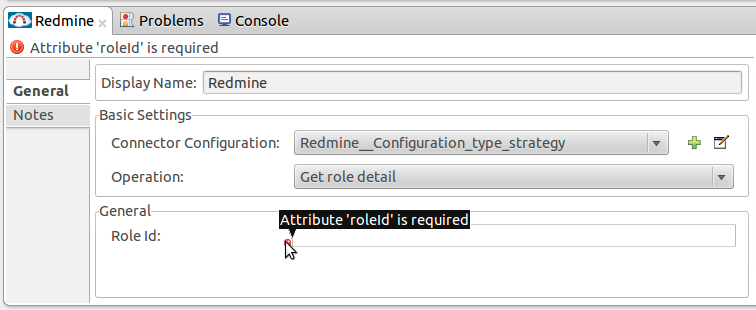 Redmine Problems Console
Attribute 'roleId' is required
General
Notes
Display Name: Redmine
Basic Settings
Connector Configuration: Redmine__Configuration_type_strategy
Operation: Get role detail
General
Attribute 'roleId' is required
Role Id: